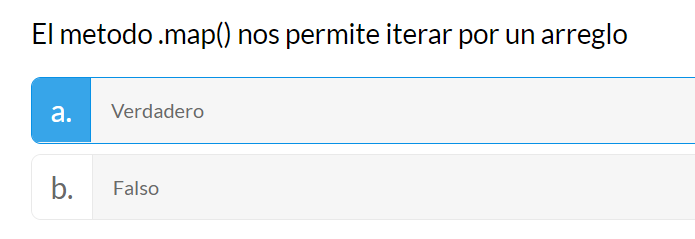 El metodo .map() nos permite iterar por un arreglo
a. Verdadero
b. Falso